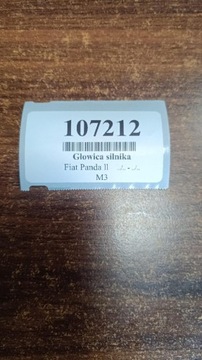 107212
Głowica silnika
Fiat Panda II
M3